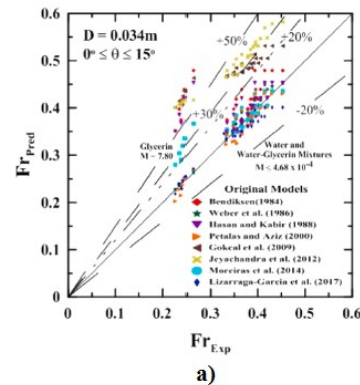 D = 0.034m
0° ≤ θ ≤ 15°
+50%
+20%
+30%
-20%
Glycerin
M = 7.80
Water and
Water-Glycerin Mixtures
M ≤ 4.68 x 10⁻⁴
Original Models
Bendiksen(1984)
Weber et al. (1986)
Hasan and Kabir (1988)
Petalas and Aziz (2000)
Gokcal et al. (2009)
Jeyachandra et al. (2012)
Moreiras et al. (2014)
Lizarraga-Garcia et al. (2017)
Fr_Pred
0.6
0.5
0.4
0.3
0.2
0.1
0
0 0.1 0.2 0.3 0.4 0.5 0.6
Fr_Exp
a)